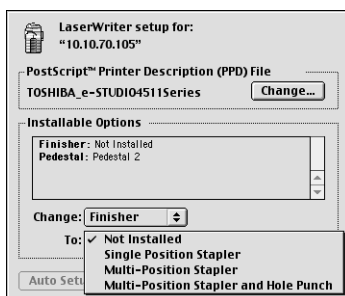 LaserWriter setup for:
“10.10.70.105”
PostScript™ Printer Description (PPD) File
TOSHIBA_e-STUDIO4511Series
Change...
Installable Options
Finisher: Not Installed
Pedestal: Pedestal 2
Change: Finisher
To: ✓ Not Installed
Single Position Stapler
Multi-Position Stapler
Multi-Position Stapler and Hole Punch
Auto Setu